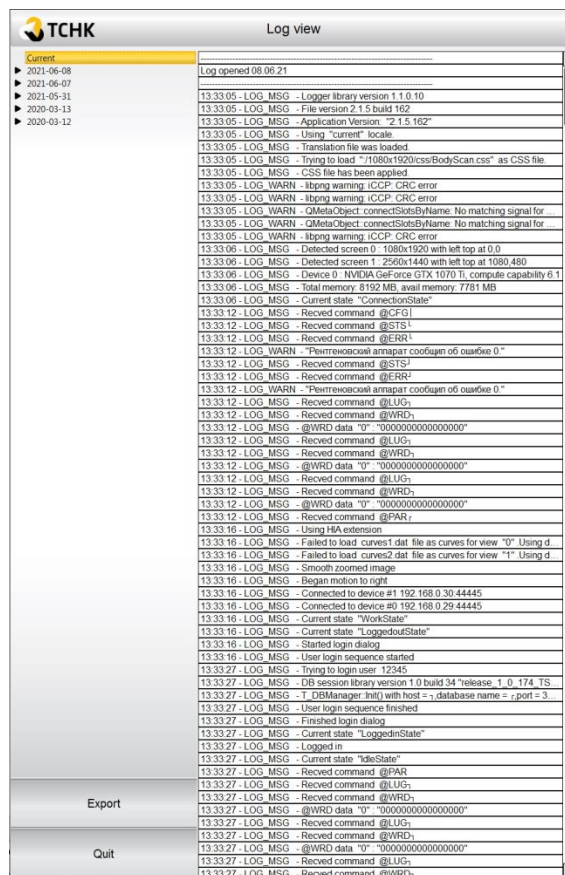 TCHK
Log view
Current
2021-06-08
2021-06-07
2021-05-31
2020-03-13
2020-03-12
Export
Quit
------------------------------------------------------------
Log opened 08.06.21
------------------------------------------------------------
13:33:05 - LOG_MSG - Logger library version 1.1.0.10
13:33:05 - LOG_MSG - File version 2.1.5 build 162
13:33:05 - LOG_MSG - Application Version: "2.1.5.162"
13:33:05 - LOG_MSG - Using "current" locale.
13:33:05 - LOG_MSG - Translation file was loaded.
13:33:05 - LOG_MSG - Trying to load ":/1080x1920/css/BodyScan.css" as CSS file.
13:33:05 - LOG_MSG - CSS file has been applied.
13:33:05 - LOG_WARN - libpng warning: iCCP: CRC error
13:33:05 - LOG_WARN - libpng warning: iCCP: CRC error
13:33:05 - LOG_WARN - QMetaObject::connectSlotsByName: No matching signal for ...
13:33:05 - LOG_WARN - QMetaObject::connectSlotsByName: No matching signal for ...
13:33:05 - LOG_WARN - libpng warning: iCCP: CRC error
13:33:06 - LOG_MSG - Detected screen 0 : 1080x1920 with left top at 0,0
13:33:06 - LOG_MSG - Detected screen 1 : 2560x1440 with left top at 1080,480
13:33:06 - LOG_MSG - Device 0 : NVIDIA GeForce GTX 1070 Ti, compute capability 6.1
13:33:06 - LOG_MSG - Total memory: 8192 MB, avail memory: 7781 MB
13:33:06 - LOG_MSG - Current state "ConnectionState"
13:33:12 - LOG_MSG - Recved command @CFG|
13:33:12 - LOG_MSG - Recved command @STS└
13:33:12 - LOG_MSG - Recved command @ERR└
13:33:12 - LOG_WARN - "Рентгеновский аппарат сообщил об ошибке 0."
13:33:12 - LOG_MSG - Recved command @STS┘
13:33:12 - LOG_MSG - Recved command @ERR┘
13:33:12 - LOG_WARN - "Рентгеновский аппарат сообщил об ошибке 0."
13:33:12 - LOG_MSG - Recved command @LUG┐
13:33:12 - LOG_MSG - Recved command @WRD┐
13:33:12 - LOG_MSG - @WRD data "0" : "0000000000000000"
13:33:12 - LOG_MSG - Recved command @LUG┐
13:33:12 - LOG_MSG - Recved command @WRD┐
13:33:12 - LOG_MSG - @WRD data "0" : "0000000000000000"
13:33:12 - LOG_MSG - Recved command @LUG┐
13:33:12 - LOG_MSG - Recved command @WRD┐
13:33:12 - LOG_MSG - @WRD data "0" : "0000000000000000"
13:33:12 - LOG_MSG - Recved command @PAR┌
13:33:16 - LOG_MSG - Using HIA extension
13:33:16 - LOG_MSG - Failed to load curves1.dat file as curves for view "0" .Using d...
13:33:16 - LOG_MSG - Failed to load curves2.dat file as curves for view "1" .Using d...
13:33:16 - LOG_MSG - Smooth zoomed image
13:33:16 - LOG_MSG - Began motion to right
13:33:16 - LOG_MSG - Connected to device #1 192.168.0.30:44445
13:33:16 - LOG_MSG - Connected to device #0 192.168.0.29:44445
13:33:16 - LOG_MSG - Current state "WorkState"
13:33:16 - LOG_MSG - Current state "LoggedoutState"
13:33:16 - LOG_MSG - Started login dialog
13:33:16 - LOG_MSG - User login sequence started
13:33:27 - LOG_MSG - Trying to login user 12345
13:33:27 - LOG_MSG - DB session library version 1.0 build 34 "release_1_0_174_TS...
13:33:27 - LOG_MSG - T_DBManager::Init() with host = ┐,database name = ┌,port = 3...
13:33:27 - LOG_MSG - User login sequence finished
13:33:27 - LOG_MSG - Finished login dialog
13:33:27 - LOG_MSG - Current state "LoggedinState"
13:33:27 - LOG_MSG - Logged in
13:33:27 - LOG_MSG - Current state "IdleState"
13:33:27 - LOG_MSG - Recved command @PAR
13:33:27 - LOG_MSG - Recved command @LUG┐
13:33:27 - LOG_MSG - Recved command @WRD┐
13:33:27 - LOG_MSG - @WRD data "0" : "0000000000000000"
13:33:27 - LOG_MSG - Recved command @LUG┐
13:33:27 - LOG_MSG - Recved command @WRD┐
13:33:27 - LOG_MSG - @WRD data "0" : "0000000000000000"
13:33:27 - LOG_MSG - Recved command @LUG┐
13:33:27 - LOG_MSG - Recved command @WRD┐